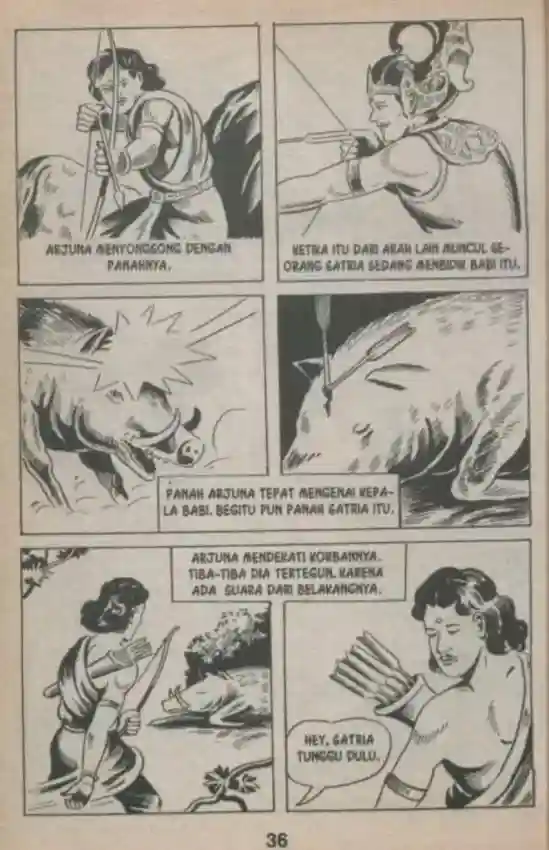 ARJUNA MENYONGSONG DENGAN
PANAHNYA.
KETIKA ITU DARI ARAH LAIN MUNCUL SE-
ORANG SATRIA SEDANG MENBIDIK BABI ITU.
PANAH ARJUNA TEPAT MENGENAI KEPA-
LA BABI. BEGITU PUN PANAH SATRIA ITU.
ARJUNA MENDEKATI KORBANNYA.
TIBA-TIBA DIA TERTEGUN. KARENA
ADA SUARA DARI BELAKANGNYA.
HEY, SATRIA
TUNGGU DULU.
36